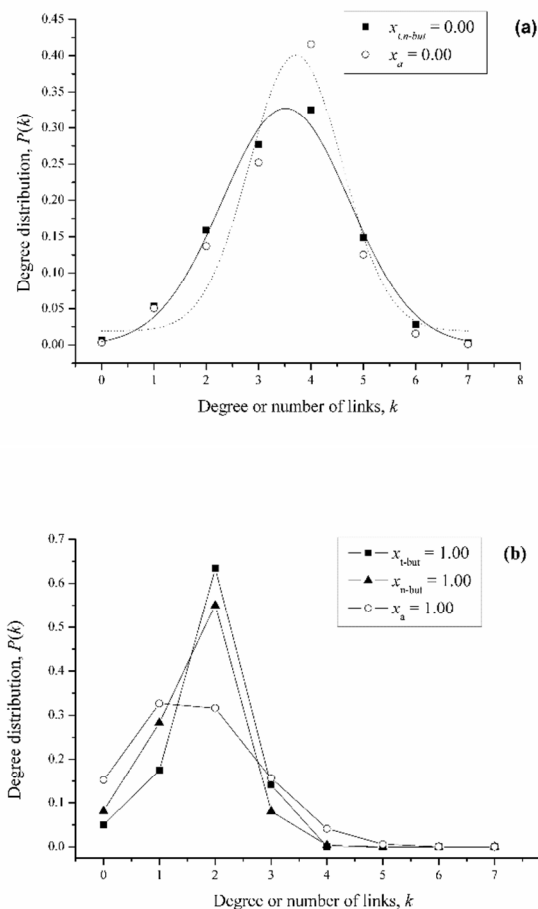 (a)
x_{t,n-but} = 0.00
x_a = 0.00
0.45
0.40
0.35
0.30
0.25
0.20
0.15
0.10
0.05
0.00
Degree distribution, P(k)
0 1 2 3 4 5 6 7 8
Degree or number of links, k
(b)
x_{t-but} = 1.00
x_{n-but} = 1.00
x_a = 1.00
0.7
0.6
0.5
0.4
0.3
0.2
0.1
0.0
Degree distribution, P(k)
0 1 2 3 4 5 6 7
Degree or number of links, k